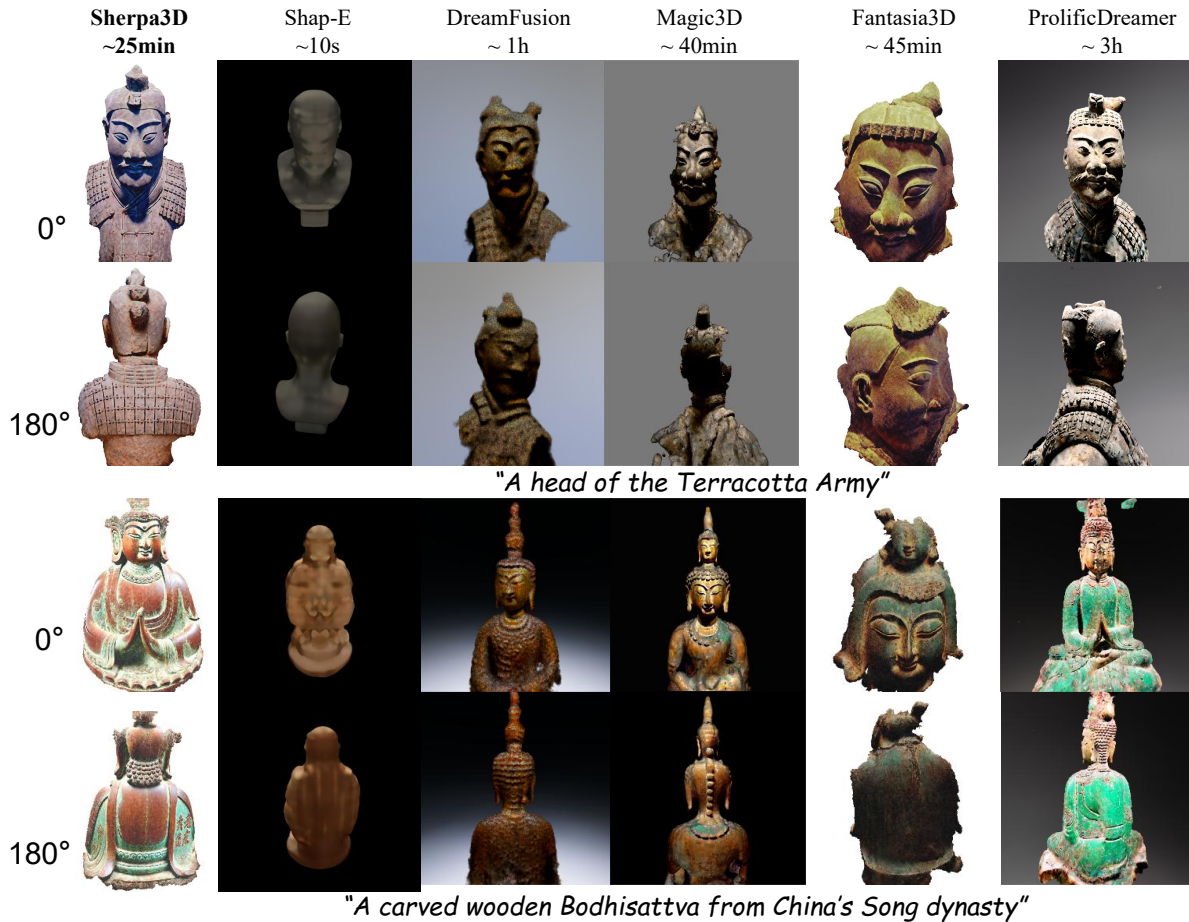 Sherpa3D Shap-E DreamFusion Magic3D Fantasia3D ProlificDreamer
~25min ~10s ~ 1h ~ 40min ~ 45min ~ 3h
0°
180°
“A head of the Terracotta Army”
0°
180°
“A carved wooden Bodhisattva from China’s Song dynasty”